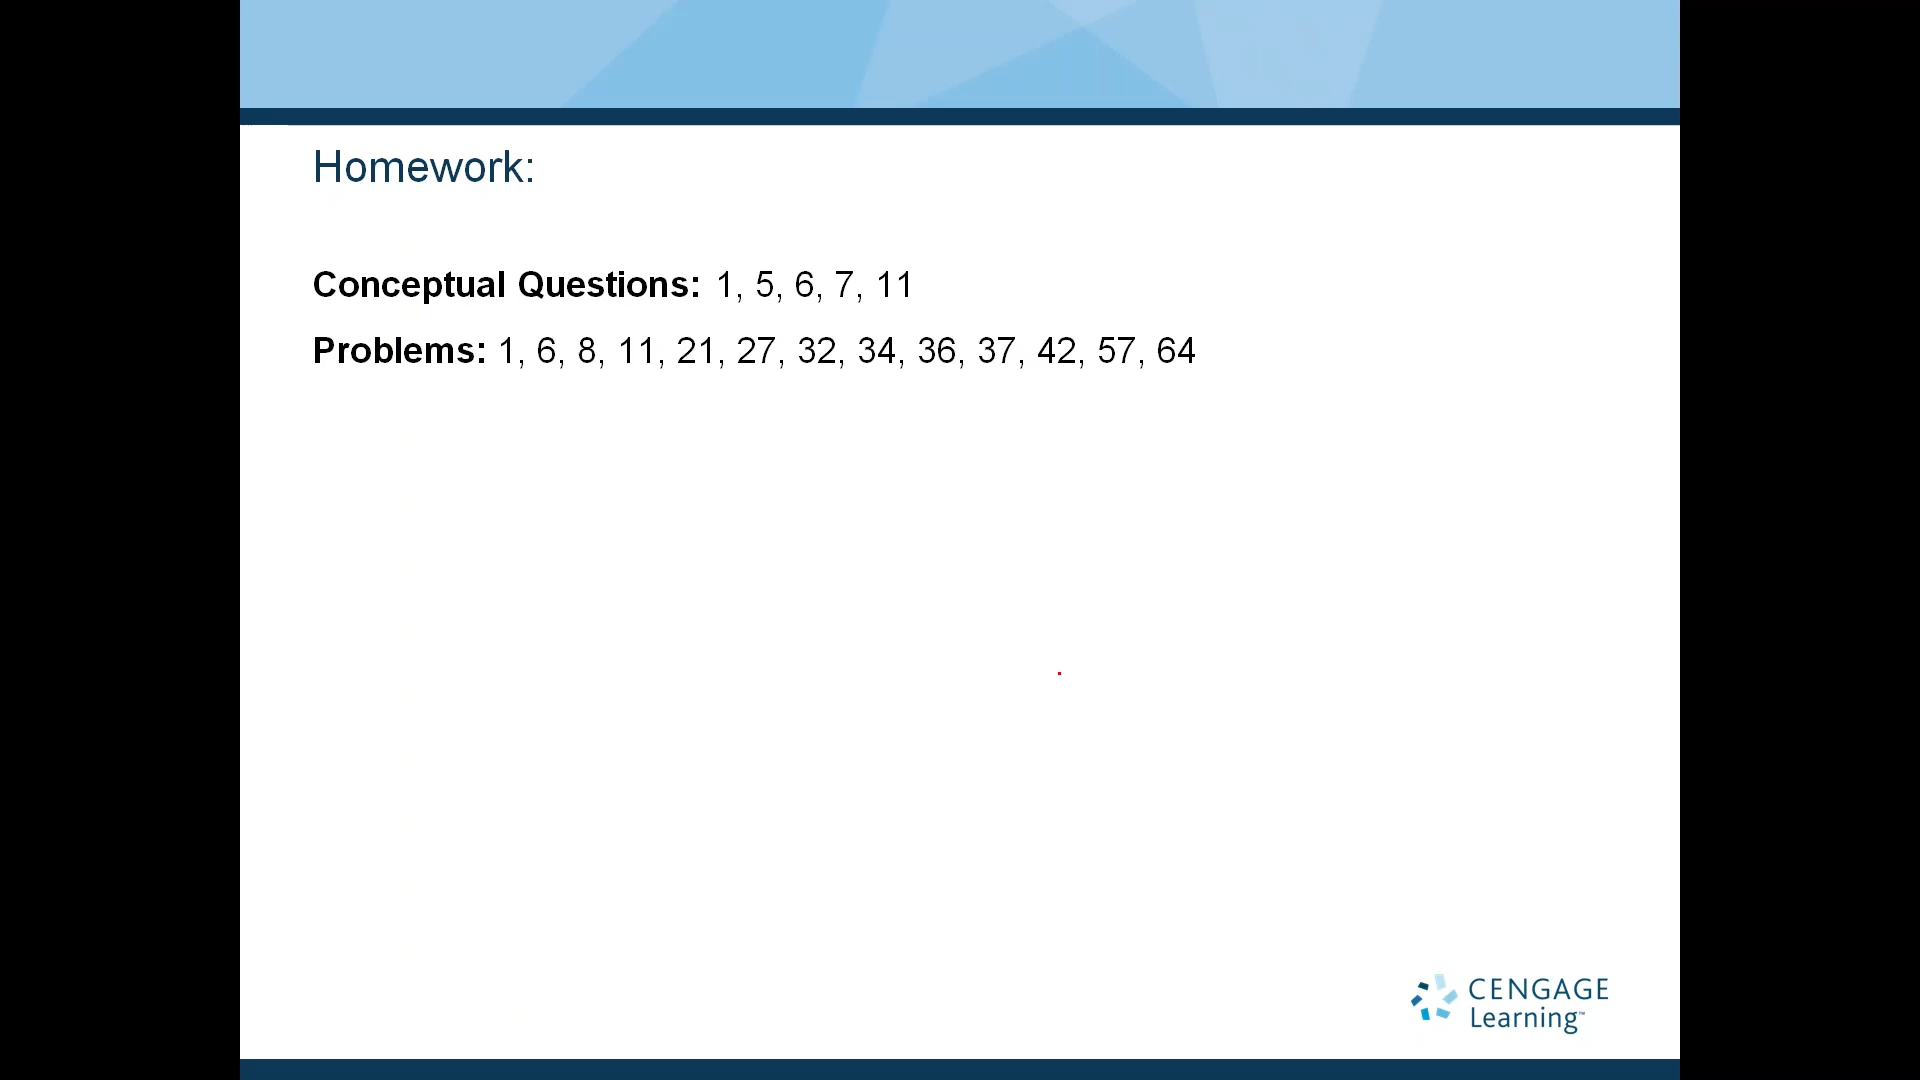 Homework:
Conceptual Questions: 1, 5, 6, 7, 11
Problems: 1, 6, 8, 11, 21, 27, 32, 34, 36, 37, 42, 57, 64
CENGAGE
Learning™